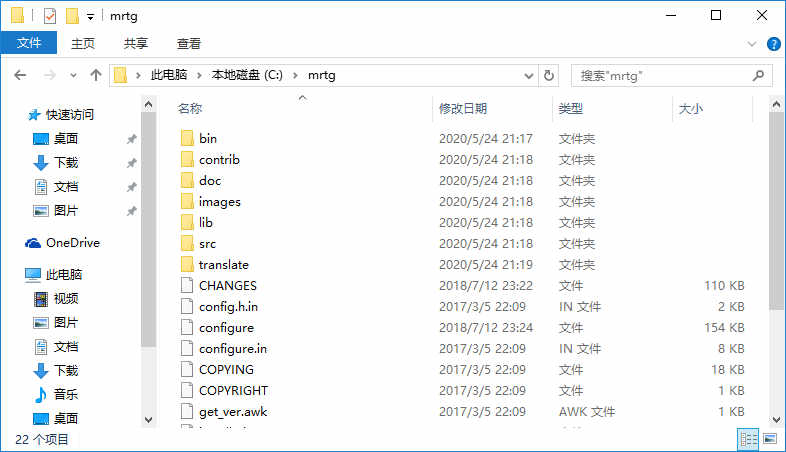 mrtg
文件 主页 共享 查看
此电脑 本地磁盘 (C:) mrtg 搜索"mrtg"
快速访问
桌面
下载
文档
图片
OneDrive
此电脑
视频
图片
文档
下载
音乐
桌面
名称 修改日期 类型 大小
bin 2020/5/24 21:17 文件夹
contrib 2020/5/24 21:18 文件夹
doc 2020/5/24 21:18 文件夹
images 2020/5/24 21:18 文件夹
lib 2020/5/24 21:18 文件夹
src 2020/5/24 21:18 文件夹
translate 2020/5/24 21:19 文件夹
CHANGES 2018/7/12 23:22 文件 110 KB
config.h.in 2017/3/5 22:09 IN 文件 2 KB
configure 2018/7/12 23:24 文件 154 KB
configure.in 2017/3/5 22:09 IN 文件 8 KB
COPYING 2017/3/5 22:09 文件 18 KB
COPYRIGHT 2017/3/5 22:09 文件 1 KB
get_ver.awk 2017/3/5 22:09 AWK 文件 1 KB
22 个项目